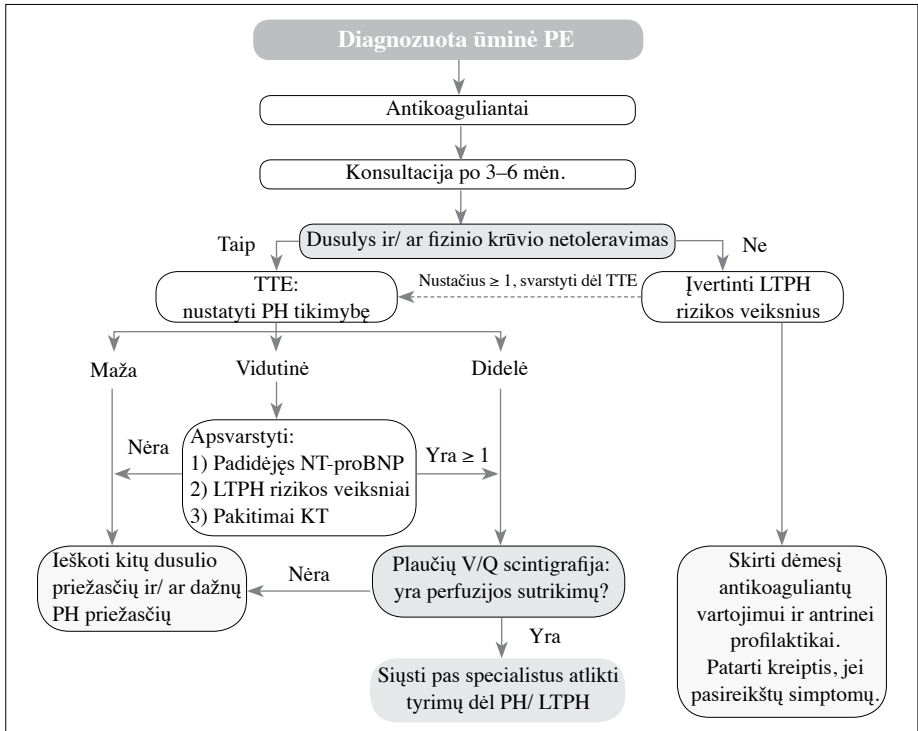 Diagnozuota ūminė PE
Antikoaguliantai
Konsultacija po 3–6 mėn.
Dusulys ir/ ar fizinio krūvio netoleravimas
Taip
Ne
TTE:
nustatyti PH tikimybę
Nustačius ≥ 1, svarstyti dėl TTE
Įvertinti LTPH
rizikos veiksnius
Maža
Vidutinė
Didelė
Nėra
Apsvarstyti:
1) Padidėjęs NT-proBNP
2) LTPH rizikos veiksniai
3) Pakitimai KT
Yra ≥ 1
Ieškoti kitų dusulio
priežasčių ir/ ar dažnų
PH priežasčių
Nėra
Plaučių V/Q scintigrafija:
yra perfuzijos sutrikimų?
Skirti dėmesį
antikoaguliantų
vartojimui ir antrinei
profilaktikai.
Patarti kreiptis, jei
pasireikštų simptomų.
Yra
Siųsti pas specialistus atlikti
tyrimų dėl PH/ LTPH